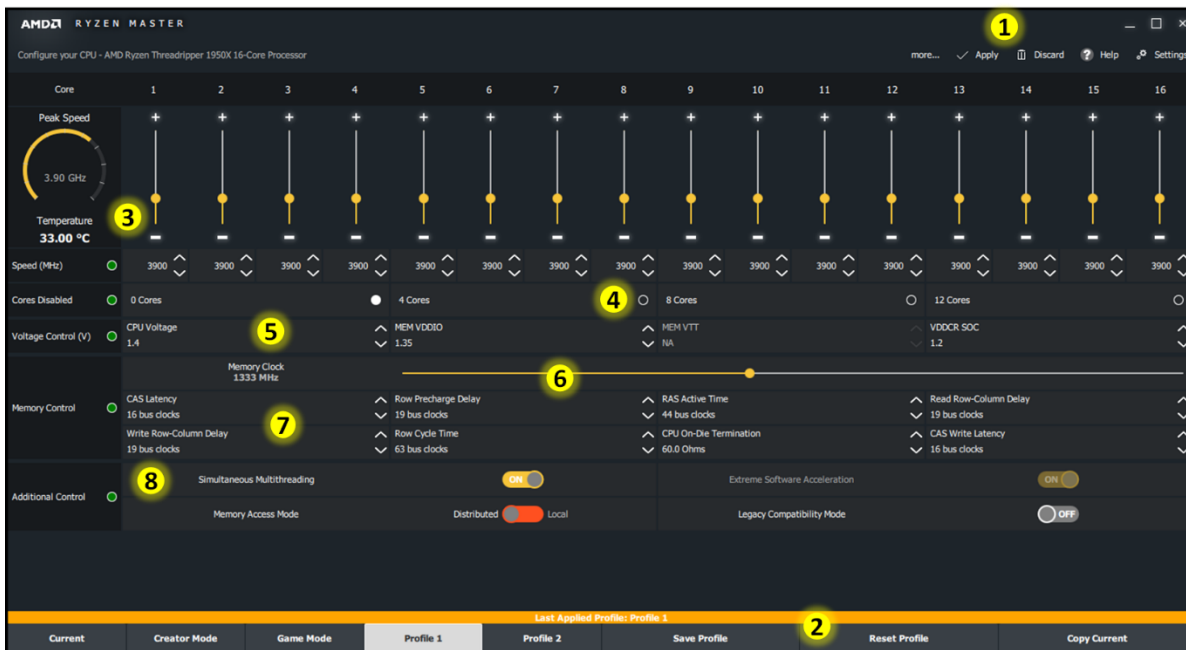 AMD RYZEN MASTER
1
Configure your CPU - AMD Ryzen Threadripper 1950X 16-Core Processor
more... Apply Discard ? Help Settings
Core 1 2 3 4 5 6 7 8 9 10 11 12 13 14 15 16
Peak Speed
3.90 GHz
3
Temperature
33.00 °C
Speed (MHz) 3900 3900 3900 3900 3900 3900 3900 3900 3900 3900 3900 3900 3900 3900 3900 3900
Cores Disabled 0 Cores 4 Cores 4 8 Cores 12 Cores
Voltage Control (V)
CPU Voltage 5 MEM VDDIO MEM VTT VDDCR SOC
1.4 1.35 NA 1.2
Memory Clock
1333 MHz
6
Memory Control
CAS Latency Row Precharge Delay RAS Active Time Read Row-Column Delay
16 bus clocks 19 bus clocks 44 bus clocks 19 bus clocks
7
Write Row-Column Delay Row Cycle Time CPU On-Die Termination CAS Write Latency
19 bus clocks 63 bus clocks 60.0 Ohms 16 bus clocks
Additional Control
8 Simultaneous Multithreading ON Extreme Software Acceleration ON
Memory Access Mode Distributed Local Legacy Compatibility Mode OFF
Last Applied Profile: Profile 1
Current Creator Mode Game Mode Profile 1 Profile 2 Save Profile 2 Reset Profile Copy Current